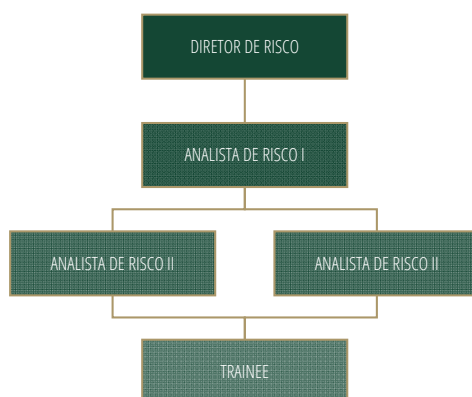 DIRETOR DE RISCO
ANALISTA DE RISCO I
ANALISTA DE RISCO II
ANALISTA DE RISCO II
TRAINEE